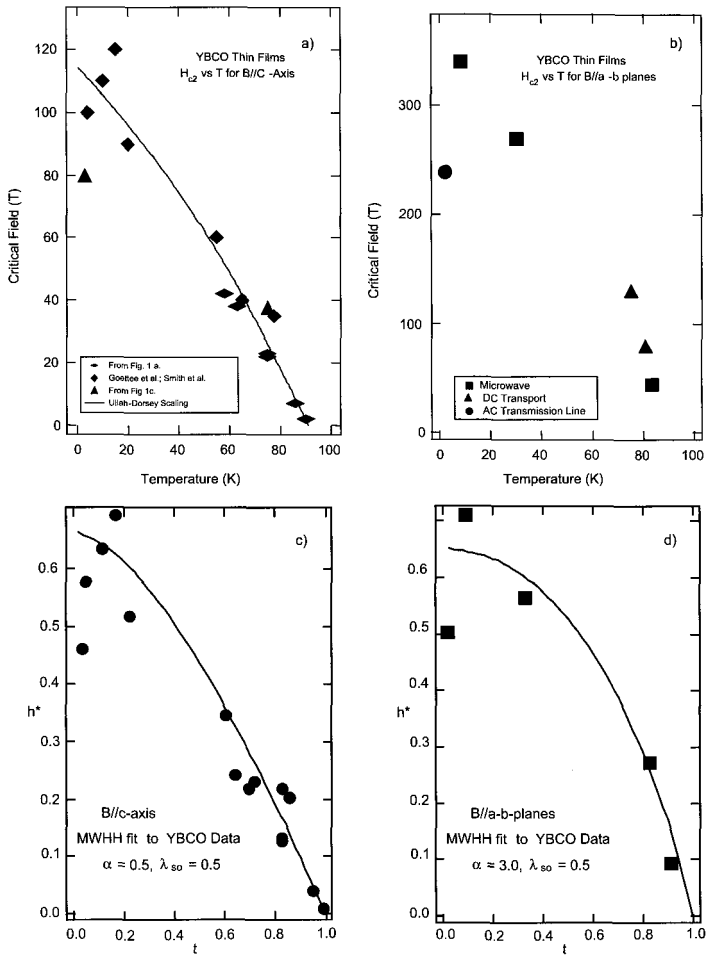 a)
YBCO Thin Films
Hc2 vs T for B//C -Axis
Critical Field (T)
120
100
80
60
40
20
0
From Fig. 1 a.
Goettee et al.; Smith et al.
From Fig 1c.
Ullah-Dorsey Scaling
0 20 40 60 80 100
Temperature (K)
b)
YBCO Thin Films
Hc2 vs T for B//a -b planes
Critical Field (T)
300
200
100
0
Microwave
DC Transport
AC Transmission Line
0 20 40 60 80 100
Temperature (K)
c)
h*
0.6
0.5
0.4
0.3
0.2
0.1
0.0
B//c-axis
MWHH fit to YBCO Data
α = 0.5, λso = 0.5
0.0 0.2 0.4 0.6 0.8 1.0
t
d)
h*
0.6
0.5
0.4
0.3
0.2
0.1
0.0
B//a-b-planes
MWHH fit to YBCO Data
α = 3.0, λso = 0.5
0.0 0.2 0.4 0.6 0.8 1.0
t